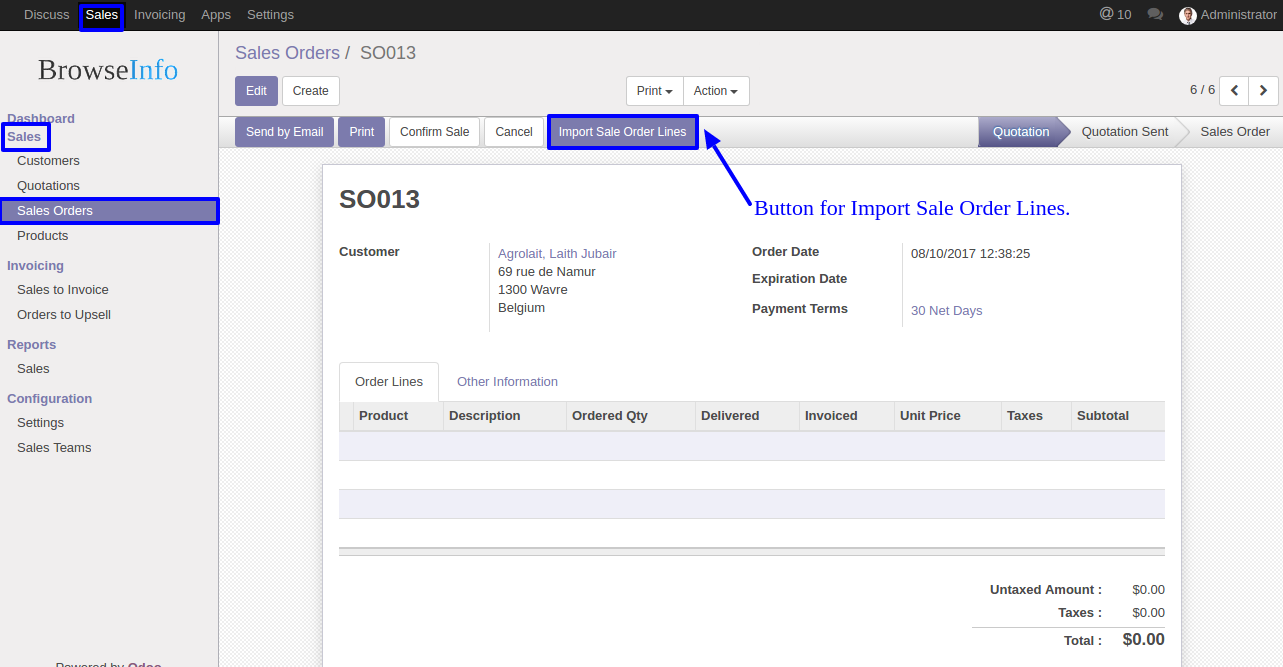 Discuss Sales Invoicing Apps Settings @ 10 Administrator
BrowseInfo
Dashboard
Sales
Customers
Quotations
Sales Orders
Products
Invoicing
Sales to Invoice
Orders to Upsell
Reports
Sales
Configuration
Settings
Sales Teams
Powered by Odoo
Sales Orders / SO013
Edit Create Print Action 6 / 6
Send by Email Print Confirm Sale Cancel Import Sale Order Lines Quotation Quotation Sent Sales Order
Button for Import Sale Order Lines.
SO013
Customer Agrolait, Laith Jubair
69 rue de Namur
1300 Wavre
Belgium
Order Date 08/10/2017 12:38:25
Expiration Date
Payment Terms 30 Net Days
Order Lines Other Information
Product Description Ordered Qty Delivered Invoiced Unit Price Taxes Subtotal
Untaxed Amount : $0.00
Taxes : $0.00
Total : $0.00